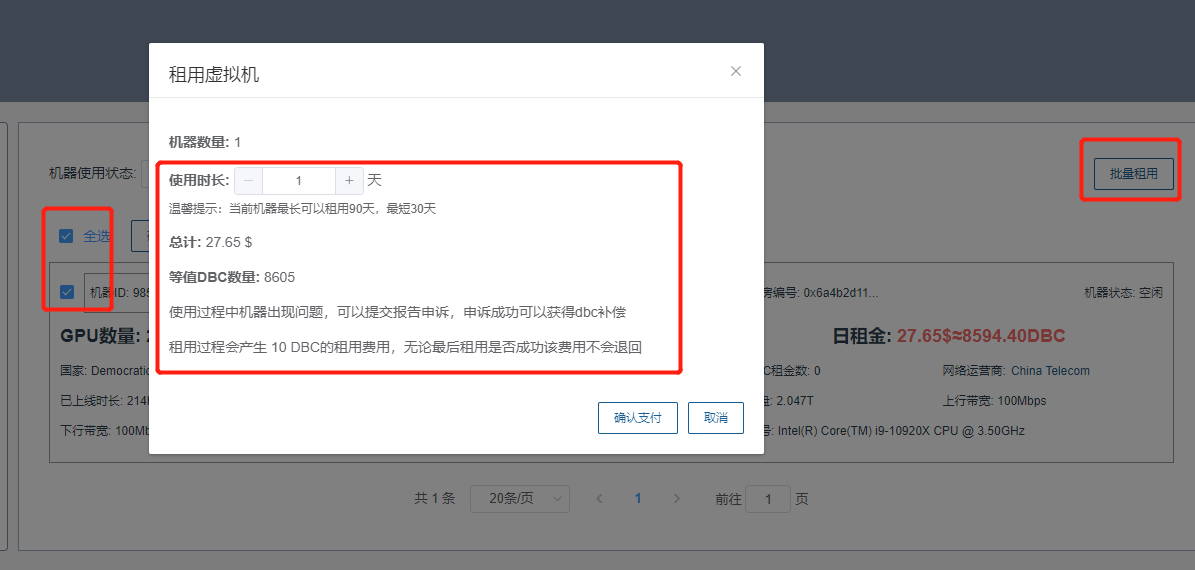 租用虚拟机
机器数量: 1
使用时长: − 1 + 天
温馨提示：当前机器最长可以租用90天，最短30天
总计: 27.65 $
等值DBC数量: 8605
使用过程中机器出现问题，可以提交报告申诉，申诉成功可以获得dbc补偿
租用过程会产生 10 DBC的租用费用，无论最后租用是否成功该费用不会退回
确认支付 取消
机器使用状态:
批量租用
全选
机器ID: 985
房编号: 0x6a4b2d11...
机器状态: 空闲
GPU数量:
日租金: 27.65$≈8594.40DBC
国家: Democratic
C租金数: 0
网络运营商: China Telecom
已上线时长: 214
: 2.047T
上行带宽: 100Mbps
下行带宽: 100Mb
号: Intel(R) Core(TM) i9-10920X CPU @ 3.50GHz
共 1 条 20条/页 1 前往 1 页